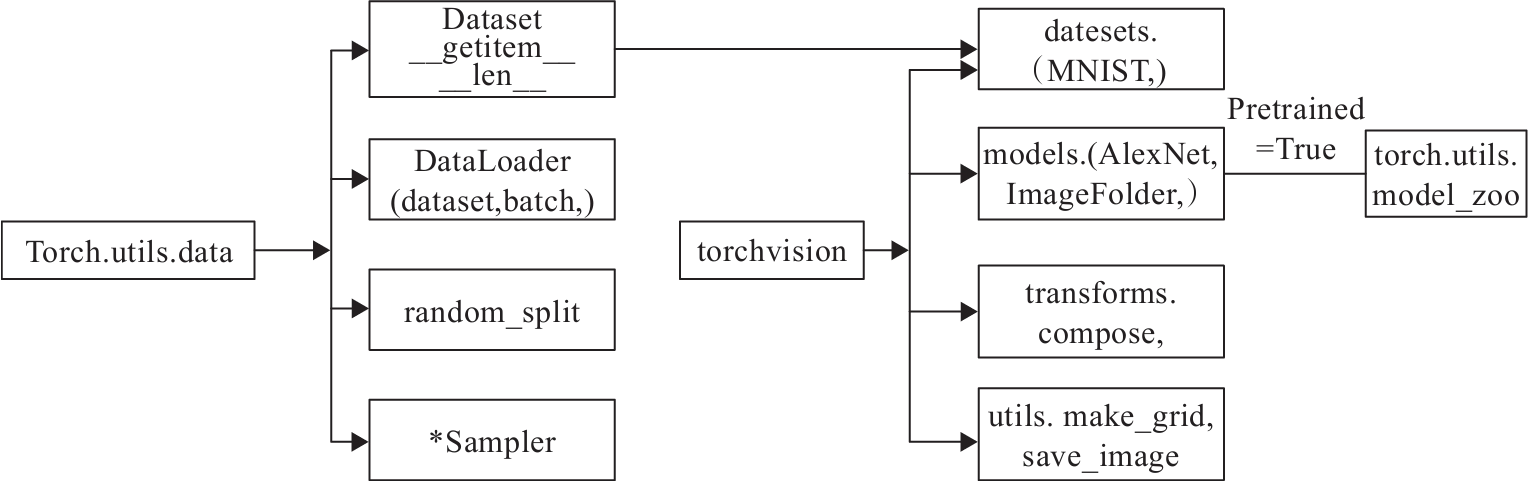 Torch.utils.data
Dataset
__getitem__
__len__
DataLoader
(dataset,batch,)
random_split
*Sampler
torchvision
datesets.
（MNIST,)
models.(AlexNet,
ImageFolder,）
Pretrained
=True
torch.utils.
model_zoo
transforms.
compose,
utils. make_grid,
save_image